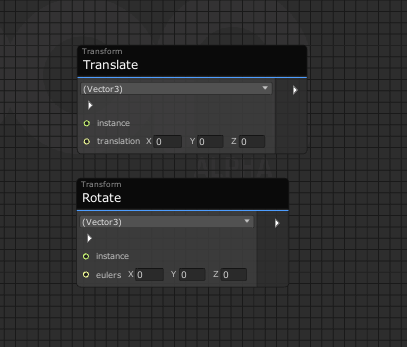 Transform
Translate
(Vector3)
instance
translation X 0 Y 0 Z 0
Transform
Rotate
(Vector3)
instance
eulers X 0 Y 0 Z 0